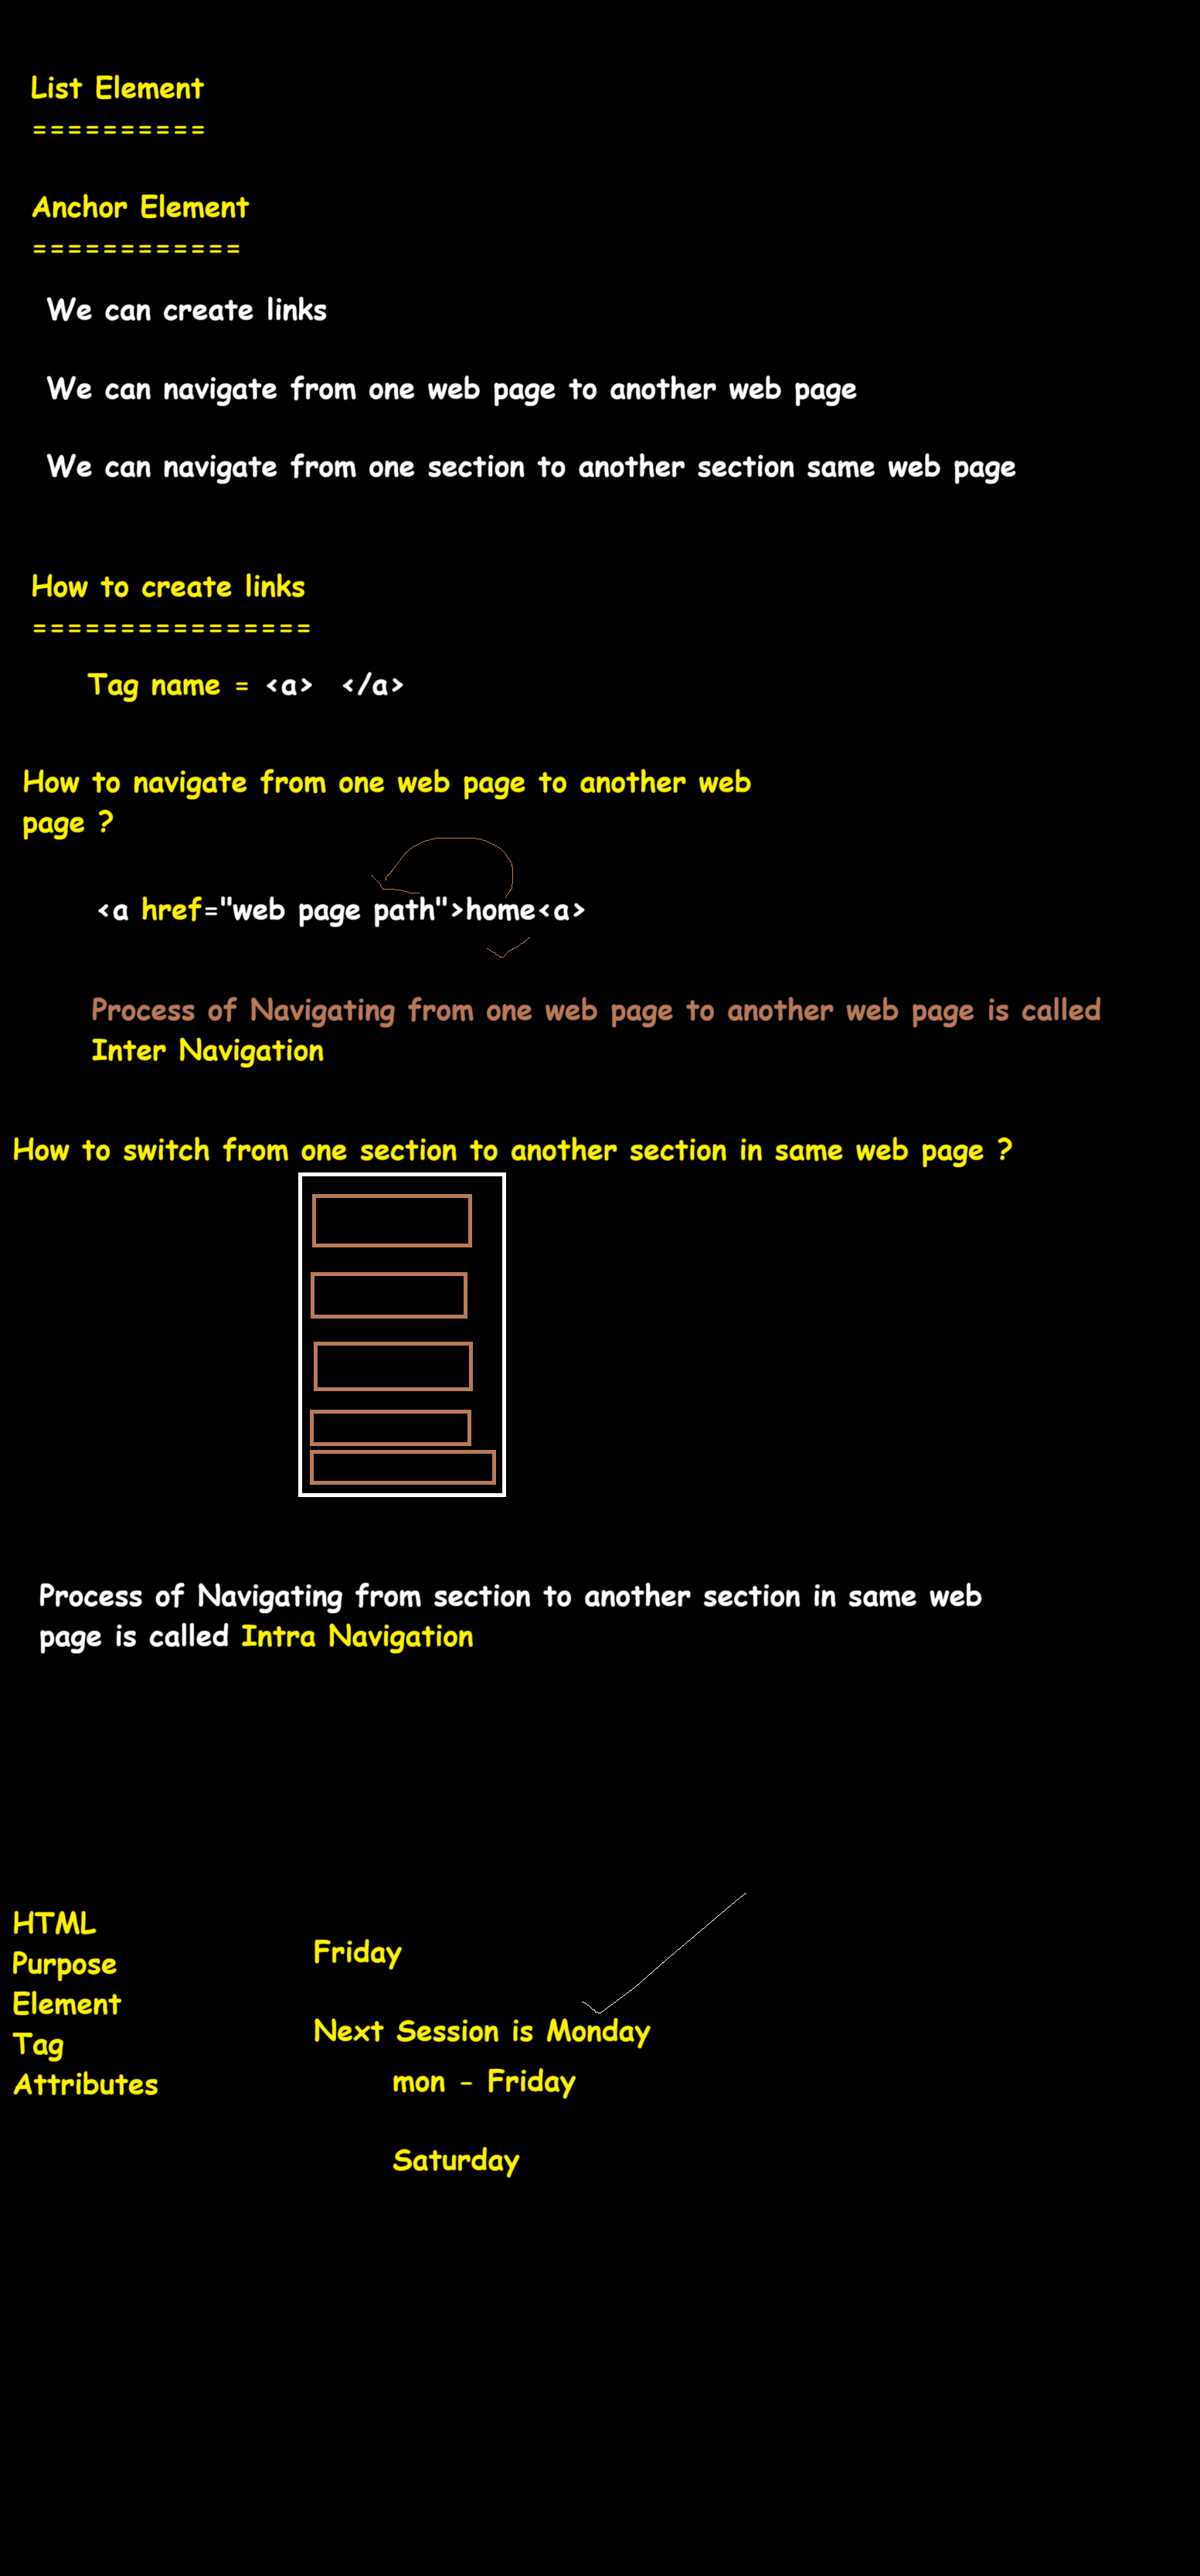 List Element
==========
Anchor Element
============
We can create links
We can navigate from one web page to another web page
We can navigate from one section to another section same web page
How to create links
================
Tag name = <a>  </a>
How to navigate from one web page to another web
page ?
<a href="web page path">home<a>
Process of Navigating from one web page to another web page is called
Inter Navigation
How to switch from one section to another section in same web page ?
Process of Navigating from section to another section in same web
page is called Intra Navigation
HTML
Purpose
Element
Tag
Attributes
Friday
Next Session is Monday
mon - Friday
Saturday